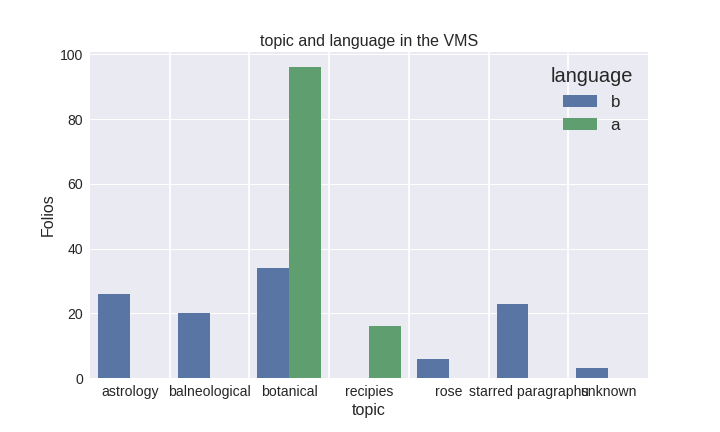 topic and language in the VMS
100
80
60
40
20
0
Folios
language
b
a
astrology balneological botanical recipies rose starred paragraphs unknown
topic